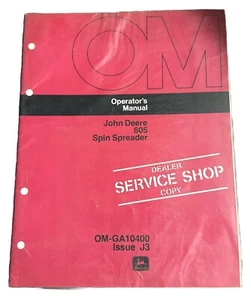 OM
Operator's
Manual
John Deere
605
Spin Spreader
DEALER
SERVICE SHOP
COPY
OM-GA10400
Issue J3